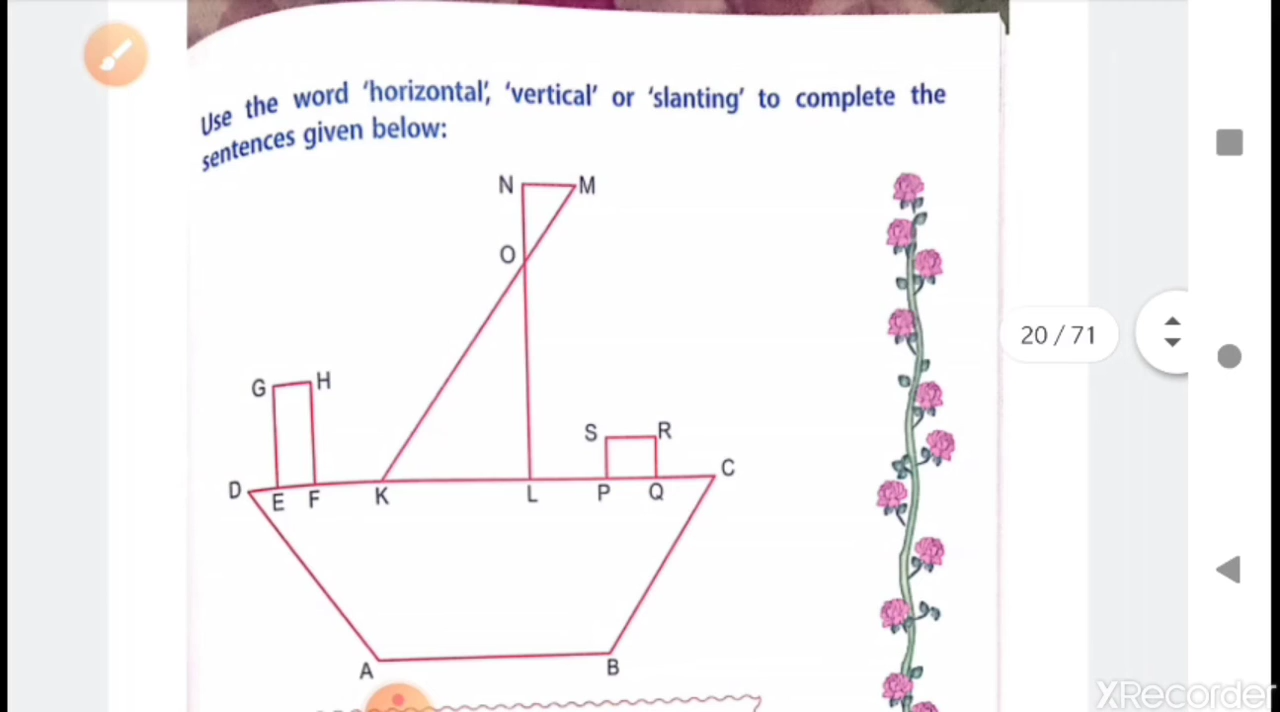 Use the word ‘horizontal’, ‘vertical’ or ‘slanting’ to complete the
sentences given below:
N M
O
G H
S R
C
D E F K L P Q
A B
20 / 71
XRecorder